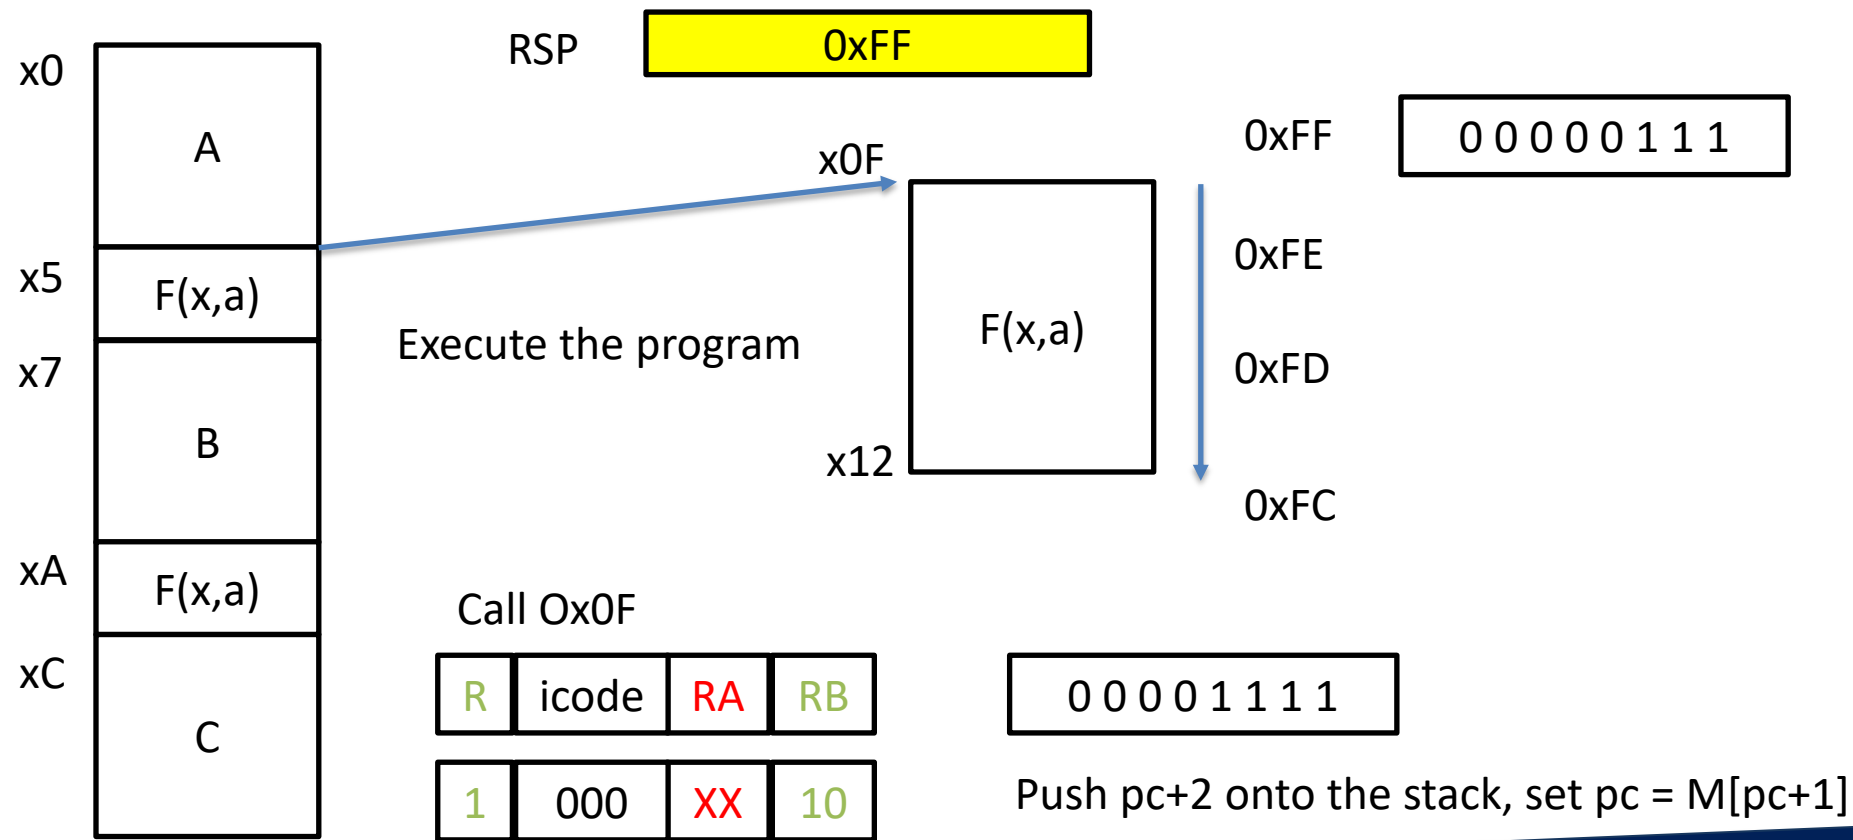 RSP 0xFF
x0
A
x0F
0xFF 0 0 0 0 0 1 1 1
x5
F(x,a)
0xFE
Execute the program
F(x,a)
x7
0xFD
B
x12
0xFC
xA
F(x,a)
Call Ox0F
xC
R icode RA RB
0 0 0 0 1 1 1 1
C
1 000 XX 10
Push pc+2 onto the stack, set pc = M[pc+1]